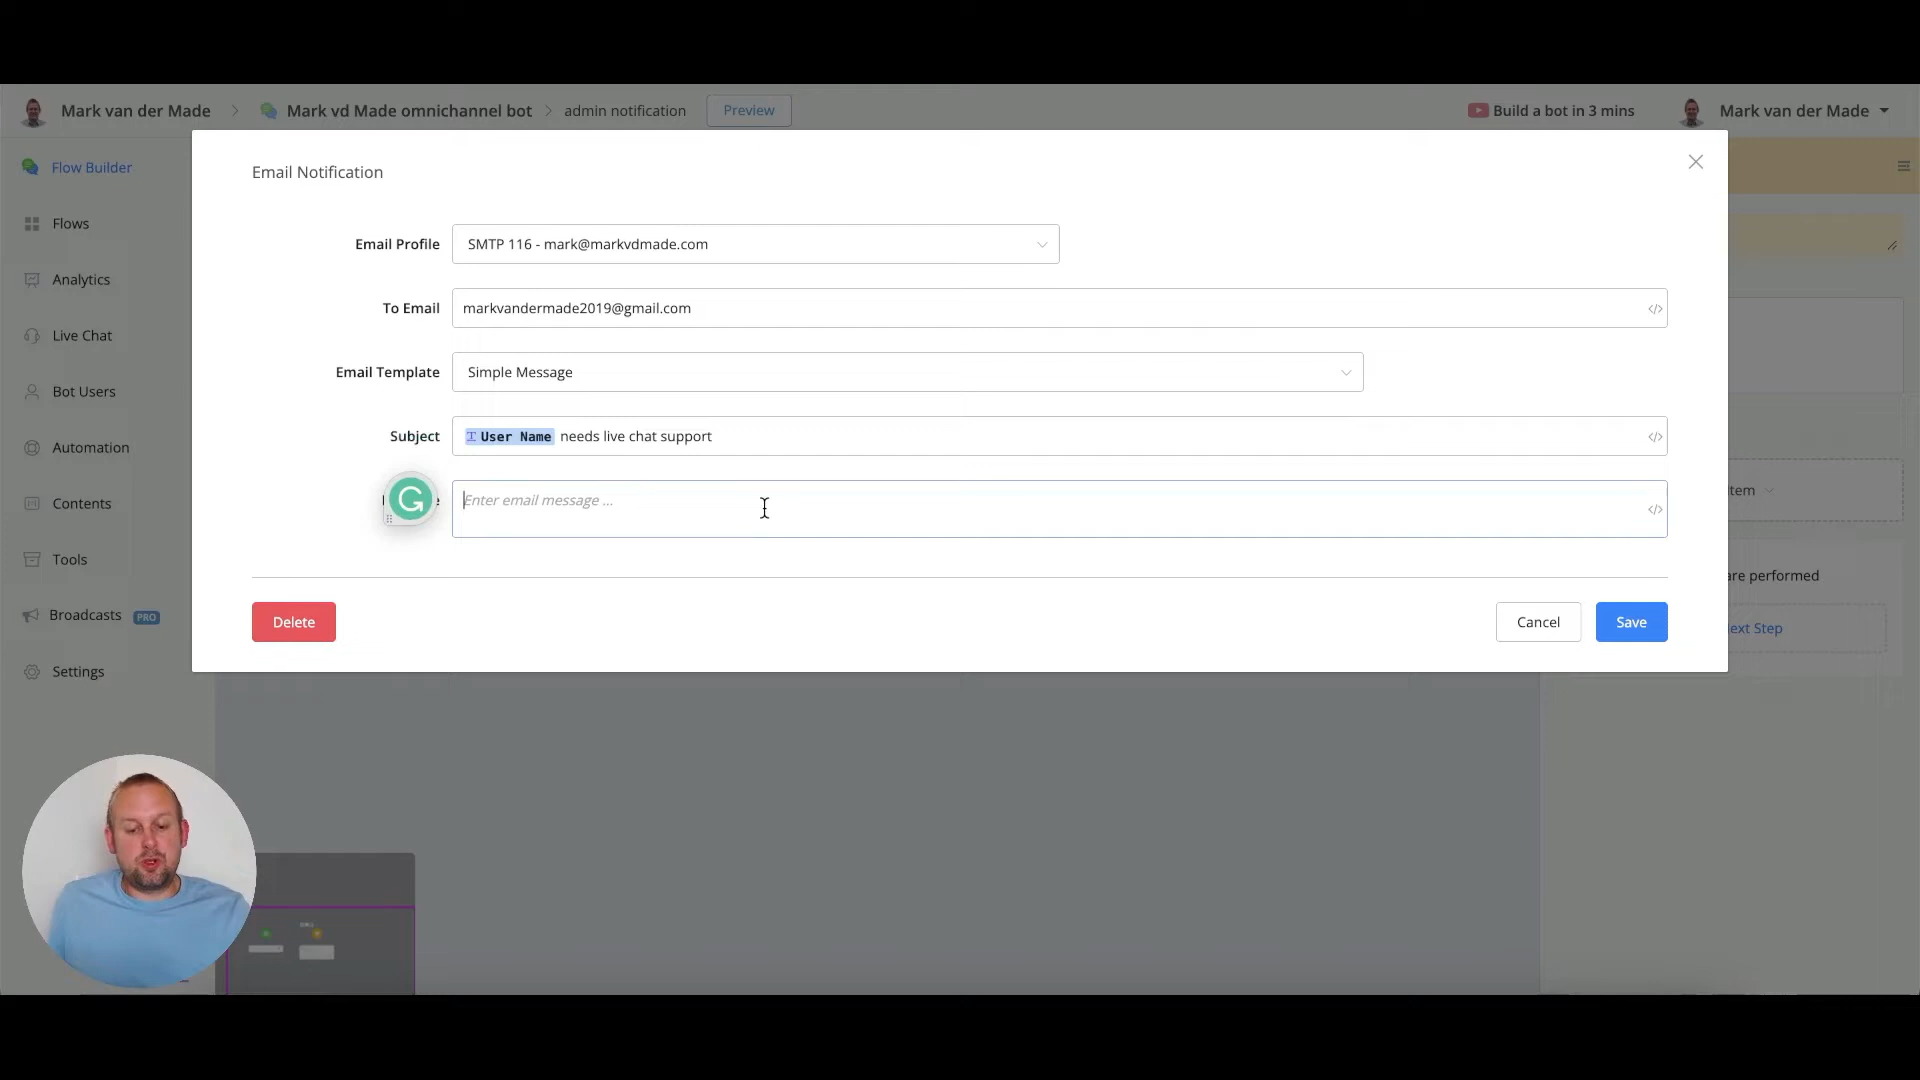 Mark van der Made > Mark vd Made omnichannel bot > admin notification Preview
Build a bot in 3 mins Mark van der Made
Flow Builder
Flows
Analytics
Live Chat
Bot Users
Automation
Contents
Tools
Broadcasts PRO
Settings
Email Notification
Email Profile SMTP 116 - mark@markvdmade.com
To Email markvandermade2019@gmail.com </>
Email Template Simple Message
Subject User Name needs live chat support </>
Enter email message ... </>
Delete Cancel Save
are performed